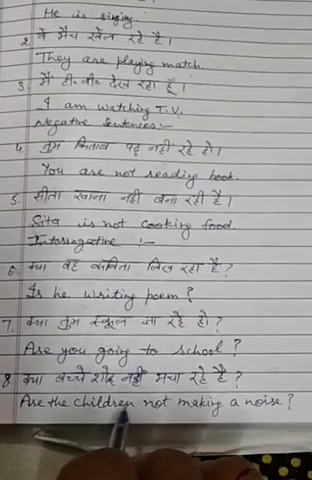 He is singing.
2. वे मैच खेल रहे है।
They are playing match.
3. मैं टी॰ वी॰ देख रहा हूँ।
I am watching T.V.
Negative Sentences :-
4. तुम किताब पढ़ नही रहे हो।
You are not reading book.
5. सीता खाना नही बना रही है।
Sita is not cooking food.
Interrogative :-
6. क्या वह कविता लिख रहा है?
Is he writing poem?
7. क्या तुम स्कूल जा रहे हो?
Are you going to school?
8. क्या बच्चे शोर नहीं मचा रहे है?
Are the children not making a noise?